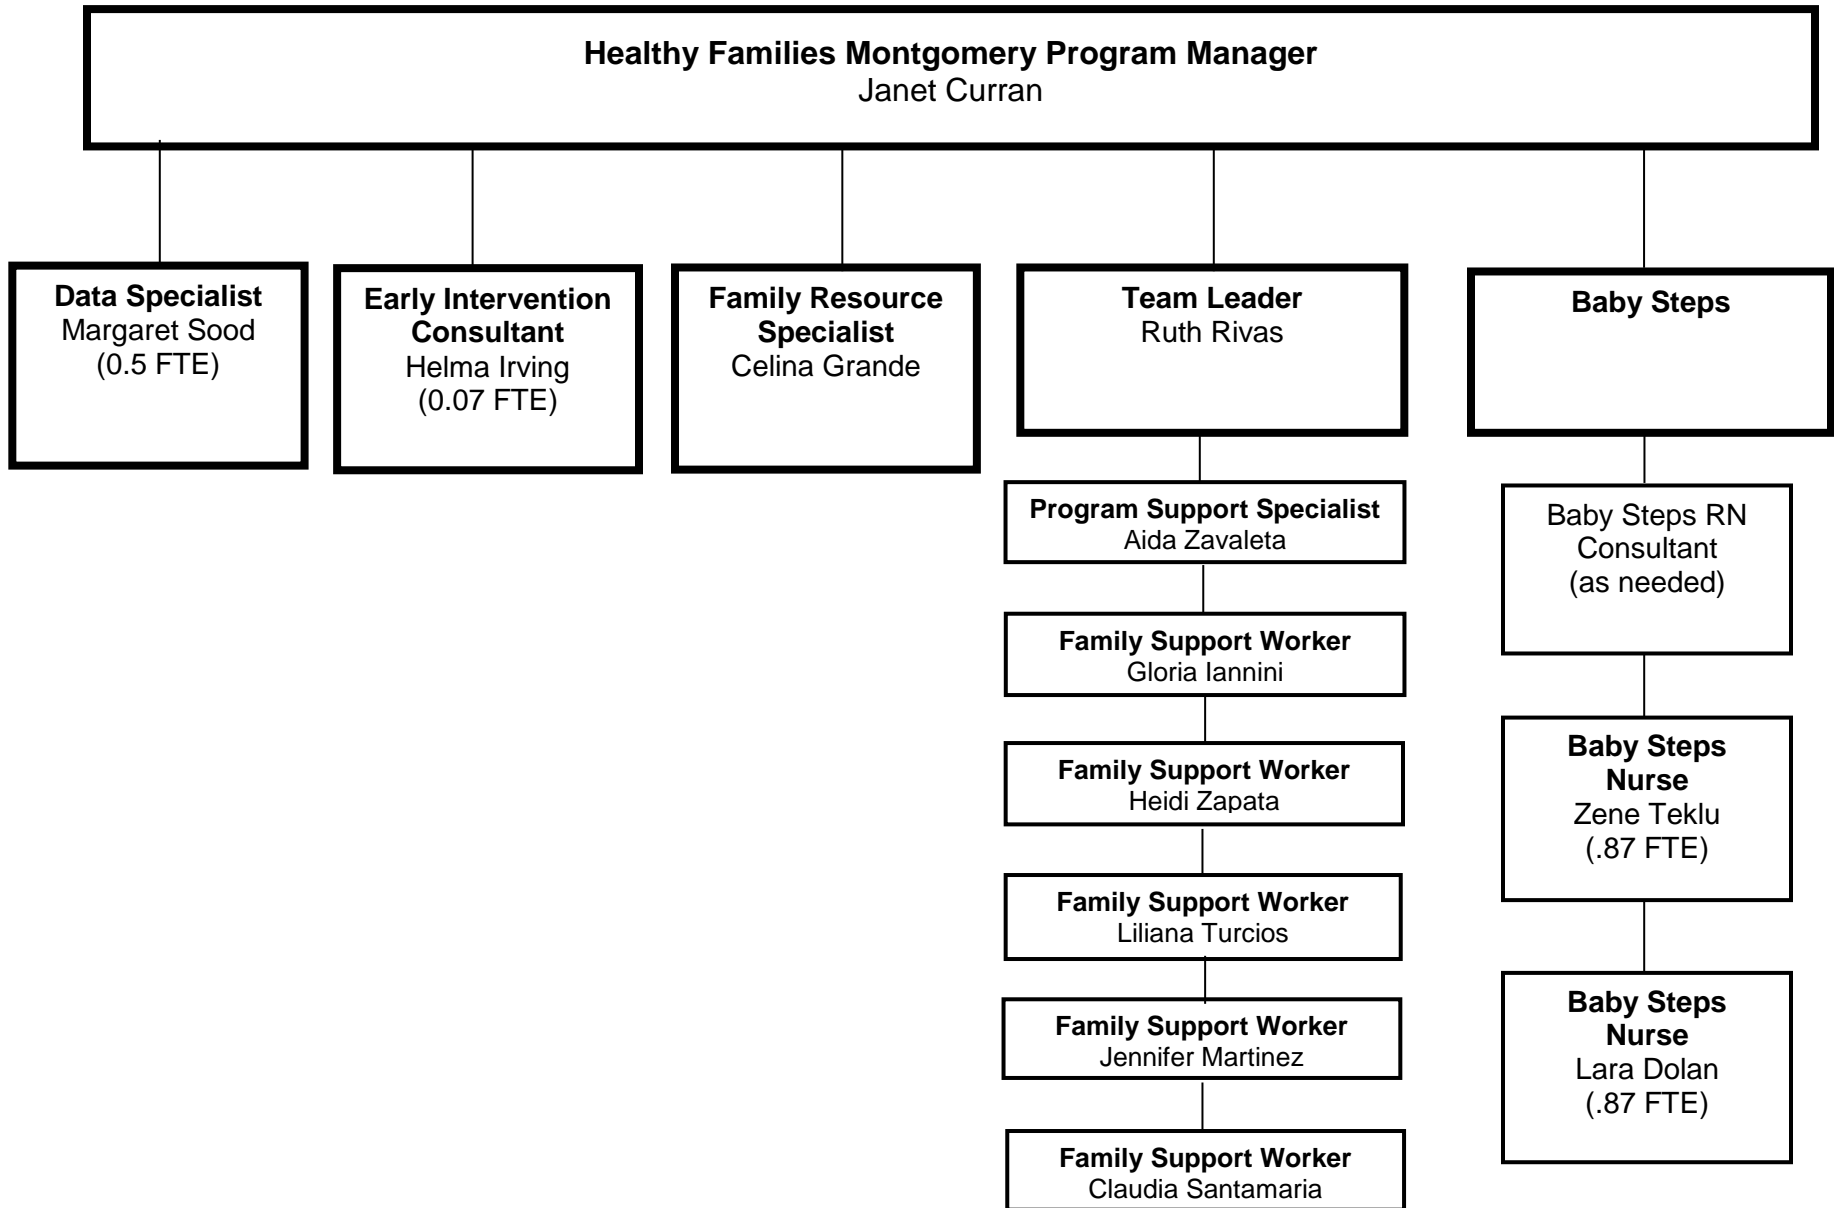 Healthy Families Montgomery Program Manager
Janet Curran
Data Specialist
Margaret Sood
(0.5 FTE)
Early Intervention
Consultant
Helma Irving
(0.07 FTE)
Family Resource
Specialist
Celina Grande
Team Leader
Ruth Rivas
Baby Steps
Program Support Specialist
Aida Zavaleta
Family Support Worker
Gloria Iannini
Family Support Worker
Heidi Zapata
Family Support Worker
Liliana Turcios
Family Support Worker
Jennifer Martinez
Family Support Worker
Claudia Santamaria
Baby Steps RN
Consultant
(as needed)
Baby Steps
Nurse
Zene Teklu
(.87 FTE)
Baby Steps
Nurse
Lara Dolan
(.87 FTE)